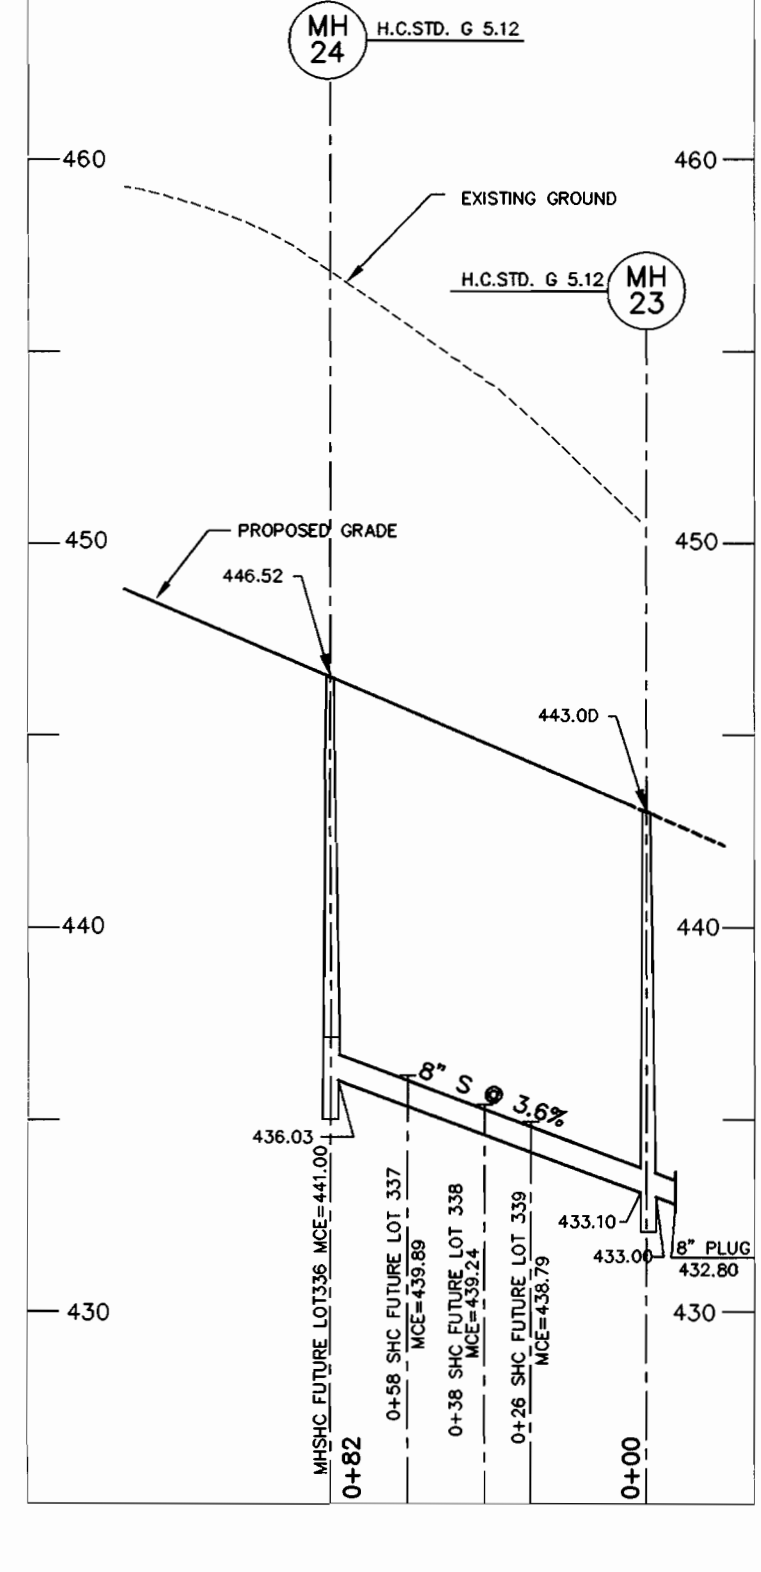 MH
24
H.C.STD. G 5.12
460
460
EXISTING GROUND
H.C.STD. G 5.12
MH
23
PROPOSED GRADE
450
450
446.52
443.0D
440
440
8" S @ 3.6%
436.03
433.10
433.00
8" PLUG
432.80
430
430
MHSHC FUTURE LOT336 MCE=441.00
0+82
0+58 SHC FUTURE LOT 337
MCE=439.89
0+38 SHC FUTURE LOT 338
MCE=439.24
0+26 SHC FUTURE LOT 339
MCE=438.79
0+00